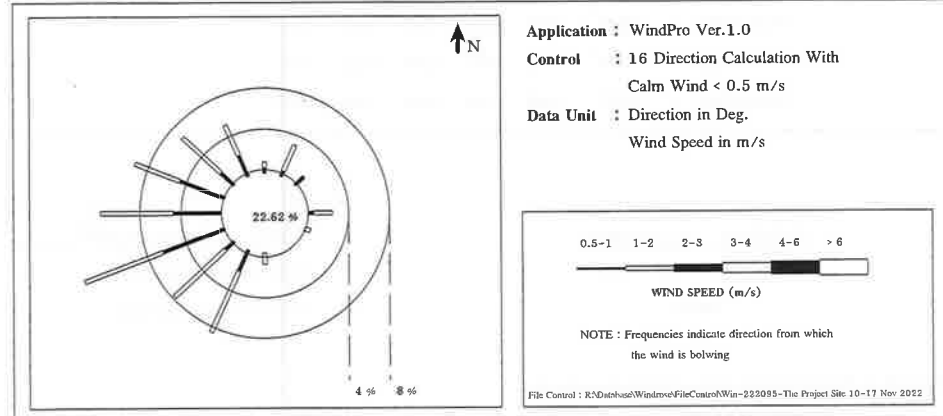 N
22.62 %
4 % 8 %
Application : WindPro Ver.1.0
Control : 16 Direction Calculation With
Calm Wind < 0.5 m/s
Data Unit : Direction in Deg.
Wind Speed in m/s
0.5-1 1-2 2-3 3-4 4-6 > 6
WIND SPEED (m/s)
NOTE : Frequencies indicate direction from which
the wind is bolwing
File Control : R:\Database\Windrose\FileControl\Win-222095-The Project Site 10-17 Nov 2022